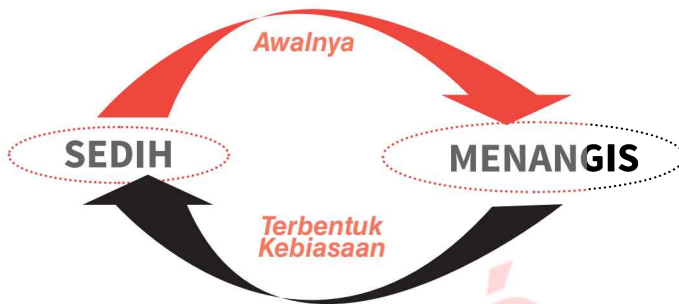 Awalnya
SEDIH
MENANGIS
Terbentuk
Kebiasaan